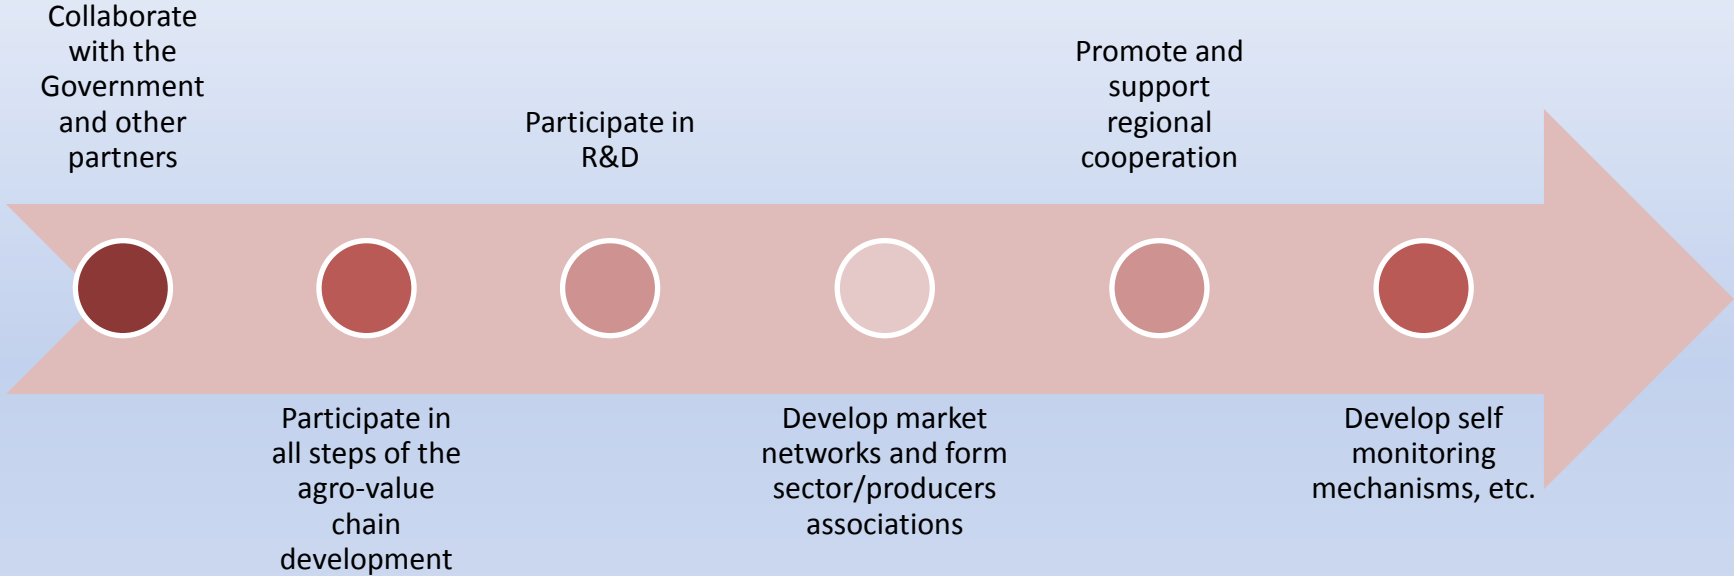 Collaborate
with the
Government
and other
partners
Participate in
all steps of the
agro-value
chain
development
Participate in
R&D
Develop market
networks and form
sector/producers
associations
Promote and
support
regional
cooperation
Develop self
monitoring
mechanisms, etc.